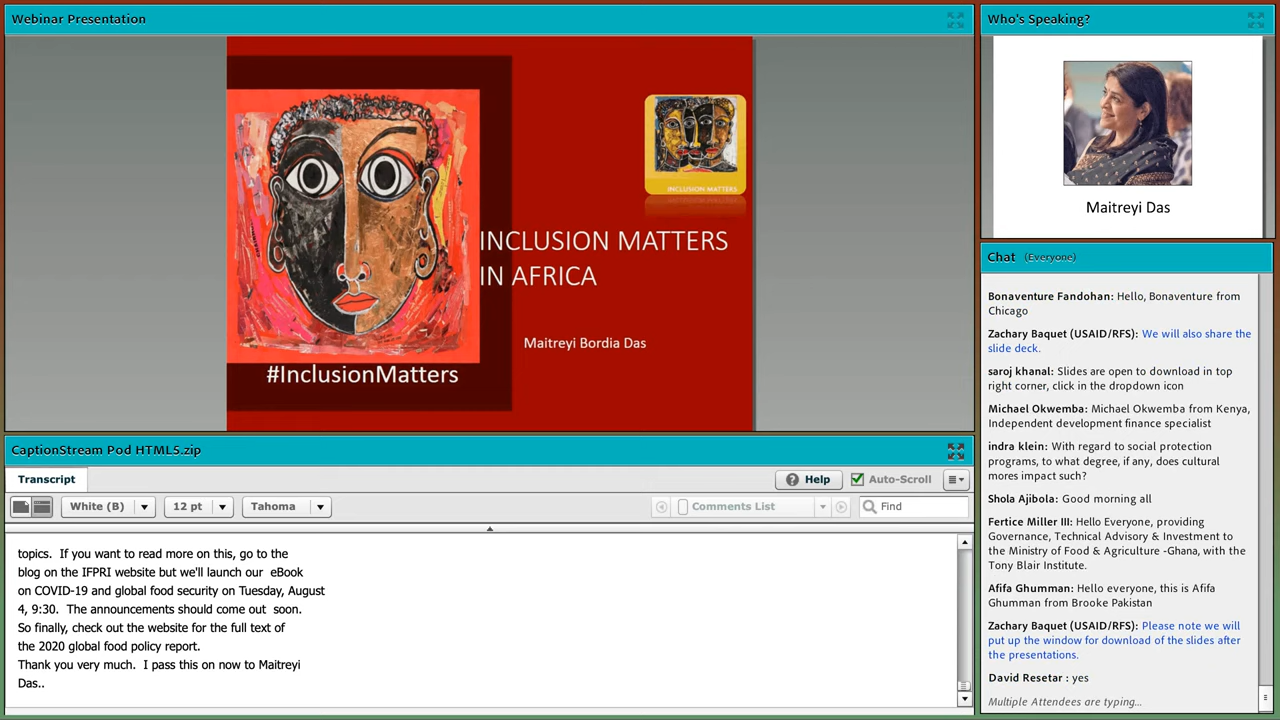 Webinar Presentation
INCLUSION MATTERS
INCLUSION MATTERS
IN AFRICA
Maitreyi Bordia Das
#InclusionMatters
Who's Speaking?
Maitreyi Das
Chat (Everyone)
Bonaventure Fandohan: Hello, Bonaventure from
Chicago
Zachary Baquet (USAID/RFS): We will also share the
slide deck.
saroj khanal: Slides are open to download in top
right corner, click in the dropdown icon
Michael Okwemba: Michael Okwemba from Kenya,
Independent development finance specialist
indra klein: With regard to social protection
programs, to what degree, if any, does cultural
mores impact such?
Shola Ajibola: Good morning all
Fertice Miller III: Hello Everyone, providing
Governance, Technical Advisory & Investment to
the Ministry of Food & Agriculture -Ghana, with the
Tony Blair Institute.
Afifa Ghumman: Hello everyone, this is Afifa
Ghumman from Brooke Pakistan
Zachary Baquet (USAID/RFS): Please note we will
put up the window for download of the slides after
the presentations.
David Resetar : yes
Multiple Attendees are typing...
CaptionStream Pod HTML5.zip
Transcript
Help
Auto-Scroll
White (B)
12 pt
Tahoma
Comments List
Find
topics.  If you want to read more on this, go to the
blog on the IFPRI website but we'll launch our  eBook
on COVID-19 and global food security on Tuesday, August
4, 9:30.  The announcements should come out  soon.
So finally, check out the website for the full text of
the 2020 global food policy report.
Thank you very much.  I pass this on now to Maitreyi
Das..